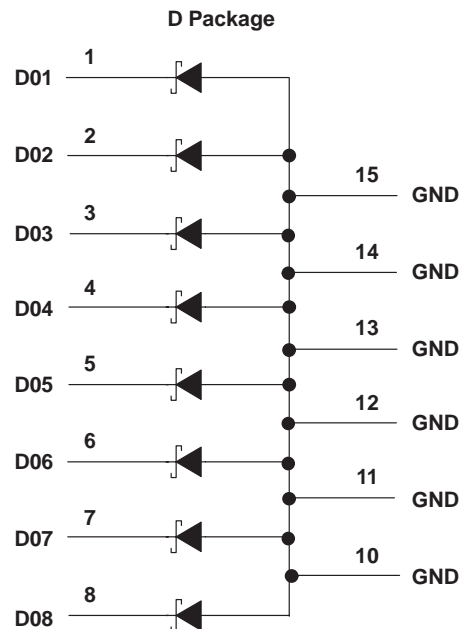 D Package
1
D01
2
D02
15
GND
3
D03
14
GND
4
D04
13
GND
5
D05
12
GND
6
D06
11
GND
7
D07
10
GND
8
D08